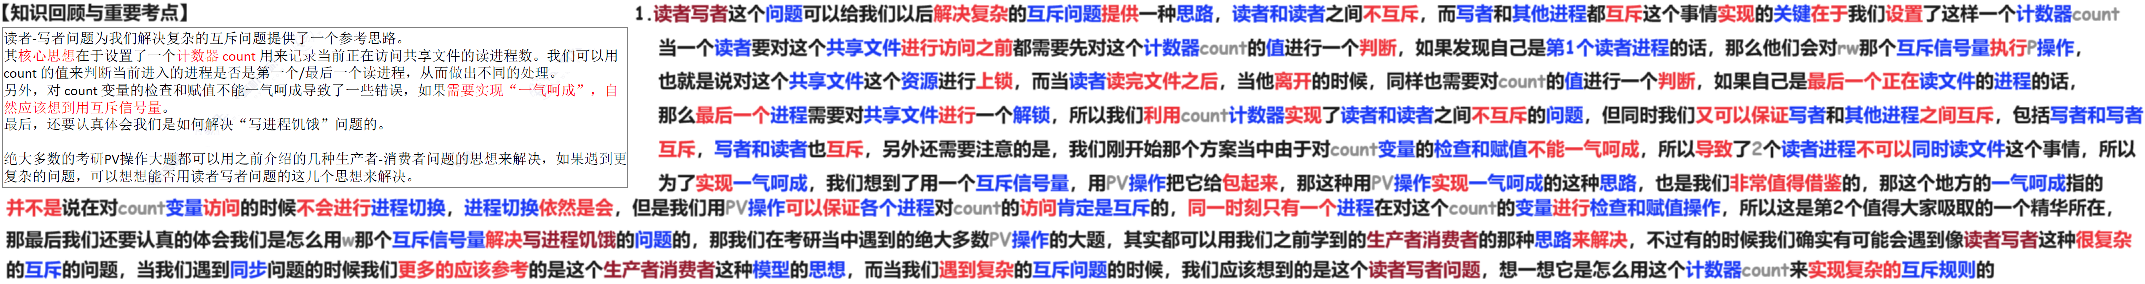 【知识回顾与重要考点】
读者-写者问题为我们解决复杂的互斥问题提供了一个参考思路。
其核心思想在于设置了一个计数器 count 用来记录当前正在访问共享文件的读进程数。我们可以用
count 的值来判断当前进入的进程是否是第一个/最后一个读进程，从而做出不同的处理。
另外，对 count 变量的检查和赋值不能一气呵成导致了一些错误，如果需要实现“一气呵成”，自
然应该想到用互斥信号量。
最后，还要认真体会我们是如何解决“写进程饥饿”问题的。
绝大多数的考研PV操作大题都可以用之前介绍的几种生产者-消费者问题的思想来解决，如果遇到更
复杂的问题，可以想想能否用读者写者问题的这几个思想来解决。
1.读者写者这个问题可以给我们以后解决复杂的互斥问题提供一种思路，读者和读者之间不互斥，而写者和其他进程都互斥这个事情实现的关键在于我们设置了这样一个计数器count
当一个读者要对这个共享文件进行访问之前都需要先对这个计数器count的值进行一个判断，如果发现自己是第1个读者进程的话，那么他们会对rw那个互斥信号量执行P操作，
也就是说对这个共享文件这个资源进行上锁，而当读者读完文件之后，当他离开的时候，同样也需要对count的值进行一个判断，如果自己是最后一个正在读文件的进程的话，
那么最后一个进程需要对共享文件进行一个解锁，所以我们利用count计数器实现了读者和读者之间不互斥的问题，但同时我们又可以保证写者和其他进程之间互斥，包括写者和写者
互斥，写者和读者也互斥，另外还需要注意的是，我们刚开始那个方案当中由于对count变量的检查和赋值不能一气呵成，所以导致了2个读者进程不可以同时读文件这个事情，所以
为了实现一气呵成，我们想到了用一个互斥信号量，用PV操作把它给包起来，那这种用PV操作实现一气呵成的这种思路，也是我们非常值得借鉴的，那这个地方的一气呵成指的
并不是说在对count变量访问的时候不会进行进程切换，进程切换依然是会，但是我们用PV操作可以保证各个进程对count的访问肯定是互斥的，同一时刻只有一个进程在对这个count的变量进行检查和赋值操作，所以这是第2个值得大家吸取的一个精华所在，
那最后我们还要认真的体会我们是怎么用w那个互斥信号量解决写进程饥饿的问题的，那我们在考研当中遇到的绝大多数PV操作的大题，其实都可以用我们之前学到的生产者消费者的那种思路来解决，不过有的时候我们确实有可能会遇到像读者写者这种很复杂
的互斥的问题，当我们遇到同步问题的时候我们更多的应该参考的是这个生产者消费者这种模型的思想，而当我们遇到复杂的互斥问题的时候，我们应该想到的是这个读者写者问题，想一想它是怎么用这个计数器count来实现复杂的互斥规则的